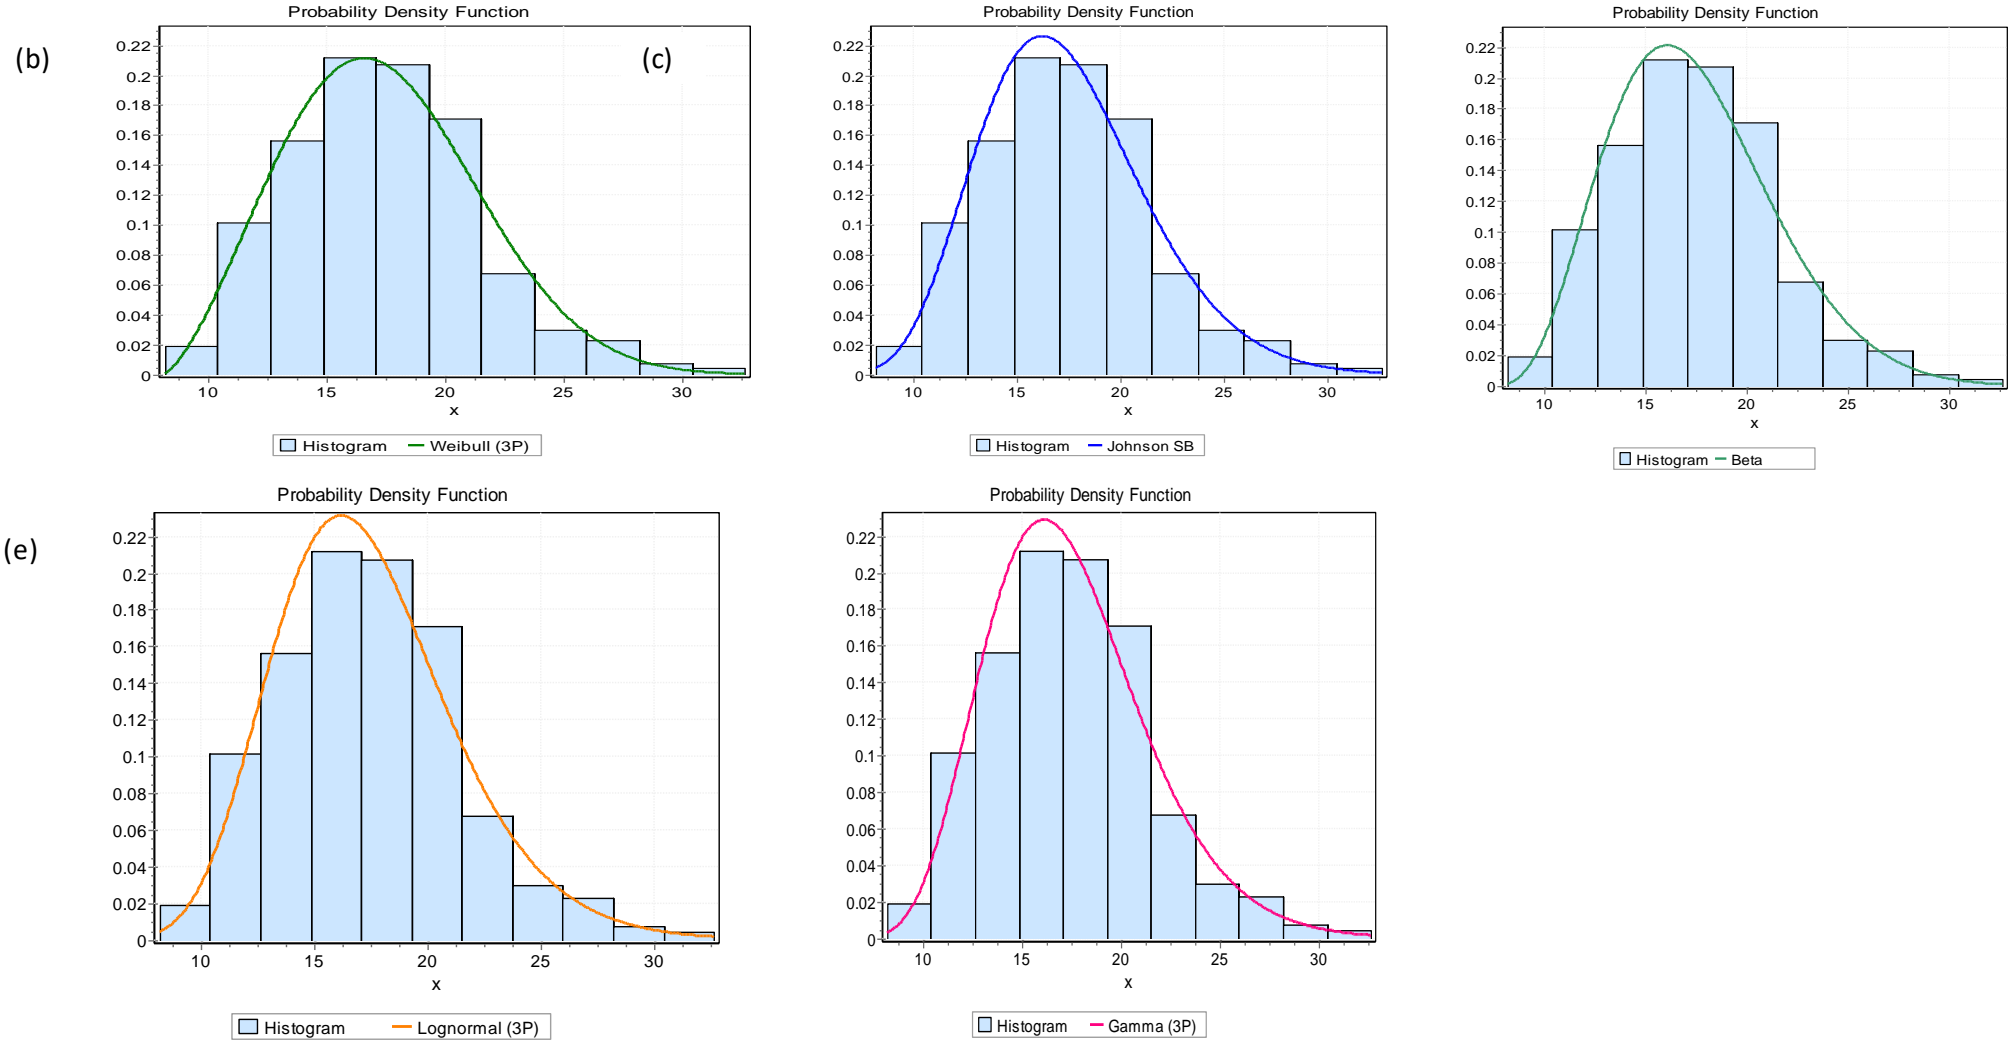 Probability Density Function
(b)
0.22
0.2
0.18
0.16
0.14
0.12
0.1
0.08
0.06
0.04
0.02
0
10 15 20 25 30
x
Histogram Weibull (3P)
Probability Density Function
(c)
0.22
0.2
0.18
0.16
0.14
0.12
0.1
0.08
0.06
0.04
0.02
0
10 15 20 25 30
x
Histogram Johnson SB
Probability Density Function
0.22
0.2
0.18
0.16
0.14
0.12
0.1
0.08
0.06
0.04
0.02
0
10 15 20 25 30
x
Histogram Beta
Probability Density Function
(e)
0.22
0.2
0.18
0.16
0.14
0.12
0.1
0.08
0.06
0.04
0.02
0
10 15 20 25 30
x
Histogram Lognormal (3P)
Probability Density Function
0.22
0.2
0.18
0.16
0.14
0.12
0.1
0.08
0.06
0.04
0.02
0
10 15 20 25 30
x
Histogram Gamma (3P)